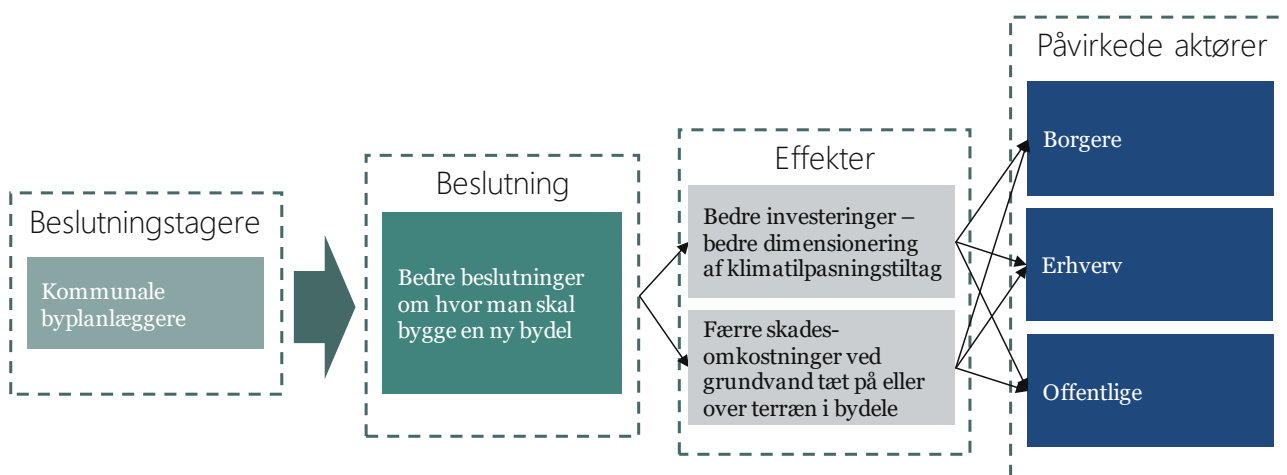 Beslutningstagere
Kommunale
byplanlæggere
Beslutning
Bedre beslutninger
om hvor man skal
bygge en ny bydel
Effekter
Bedre investeringer –
bedre dimensionering
af klimatilpasningstiltag
Færre skades-
omkostninger ved
grundvand tæt på eller
over terræn i bydele
Påvirkede aktører
Borgere
Erhverv
Offentlige